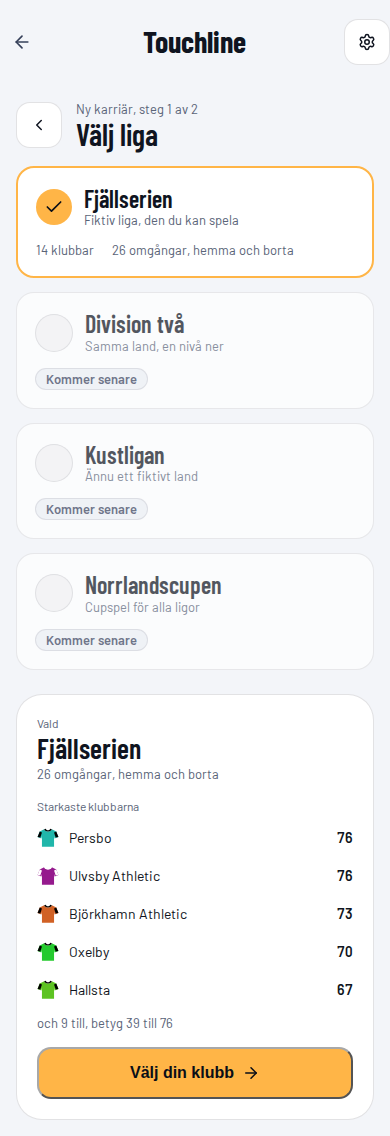 Touchline
Ny karriär, steg 1 av 2
Välj liga
Fjällserien
Fiktiv liga, den du kan spela
14 klubbar 26 omgångar, hemma och borta
Division två
Samma land, en nivå ner
Kommer senare
Kustligan
Ännu ett fiktivt land
Kommer senare
Norrlandscupen
Cupspel för alla ligor
Kommer senare
Vald
Fjällserien
26 omgångar, hemma och borta
Starkaste klubbarna
Persbo 76
Ulvsby Athletic 76
Björkhamn Athletic 73
Oxelby 70
Hallsta 67
och 9 till, betyg 39 till 76
Välj din klubb